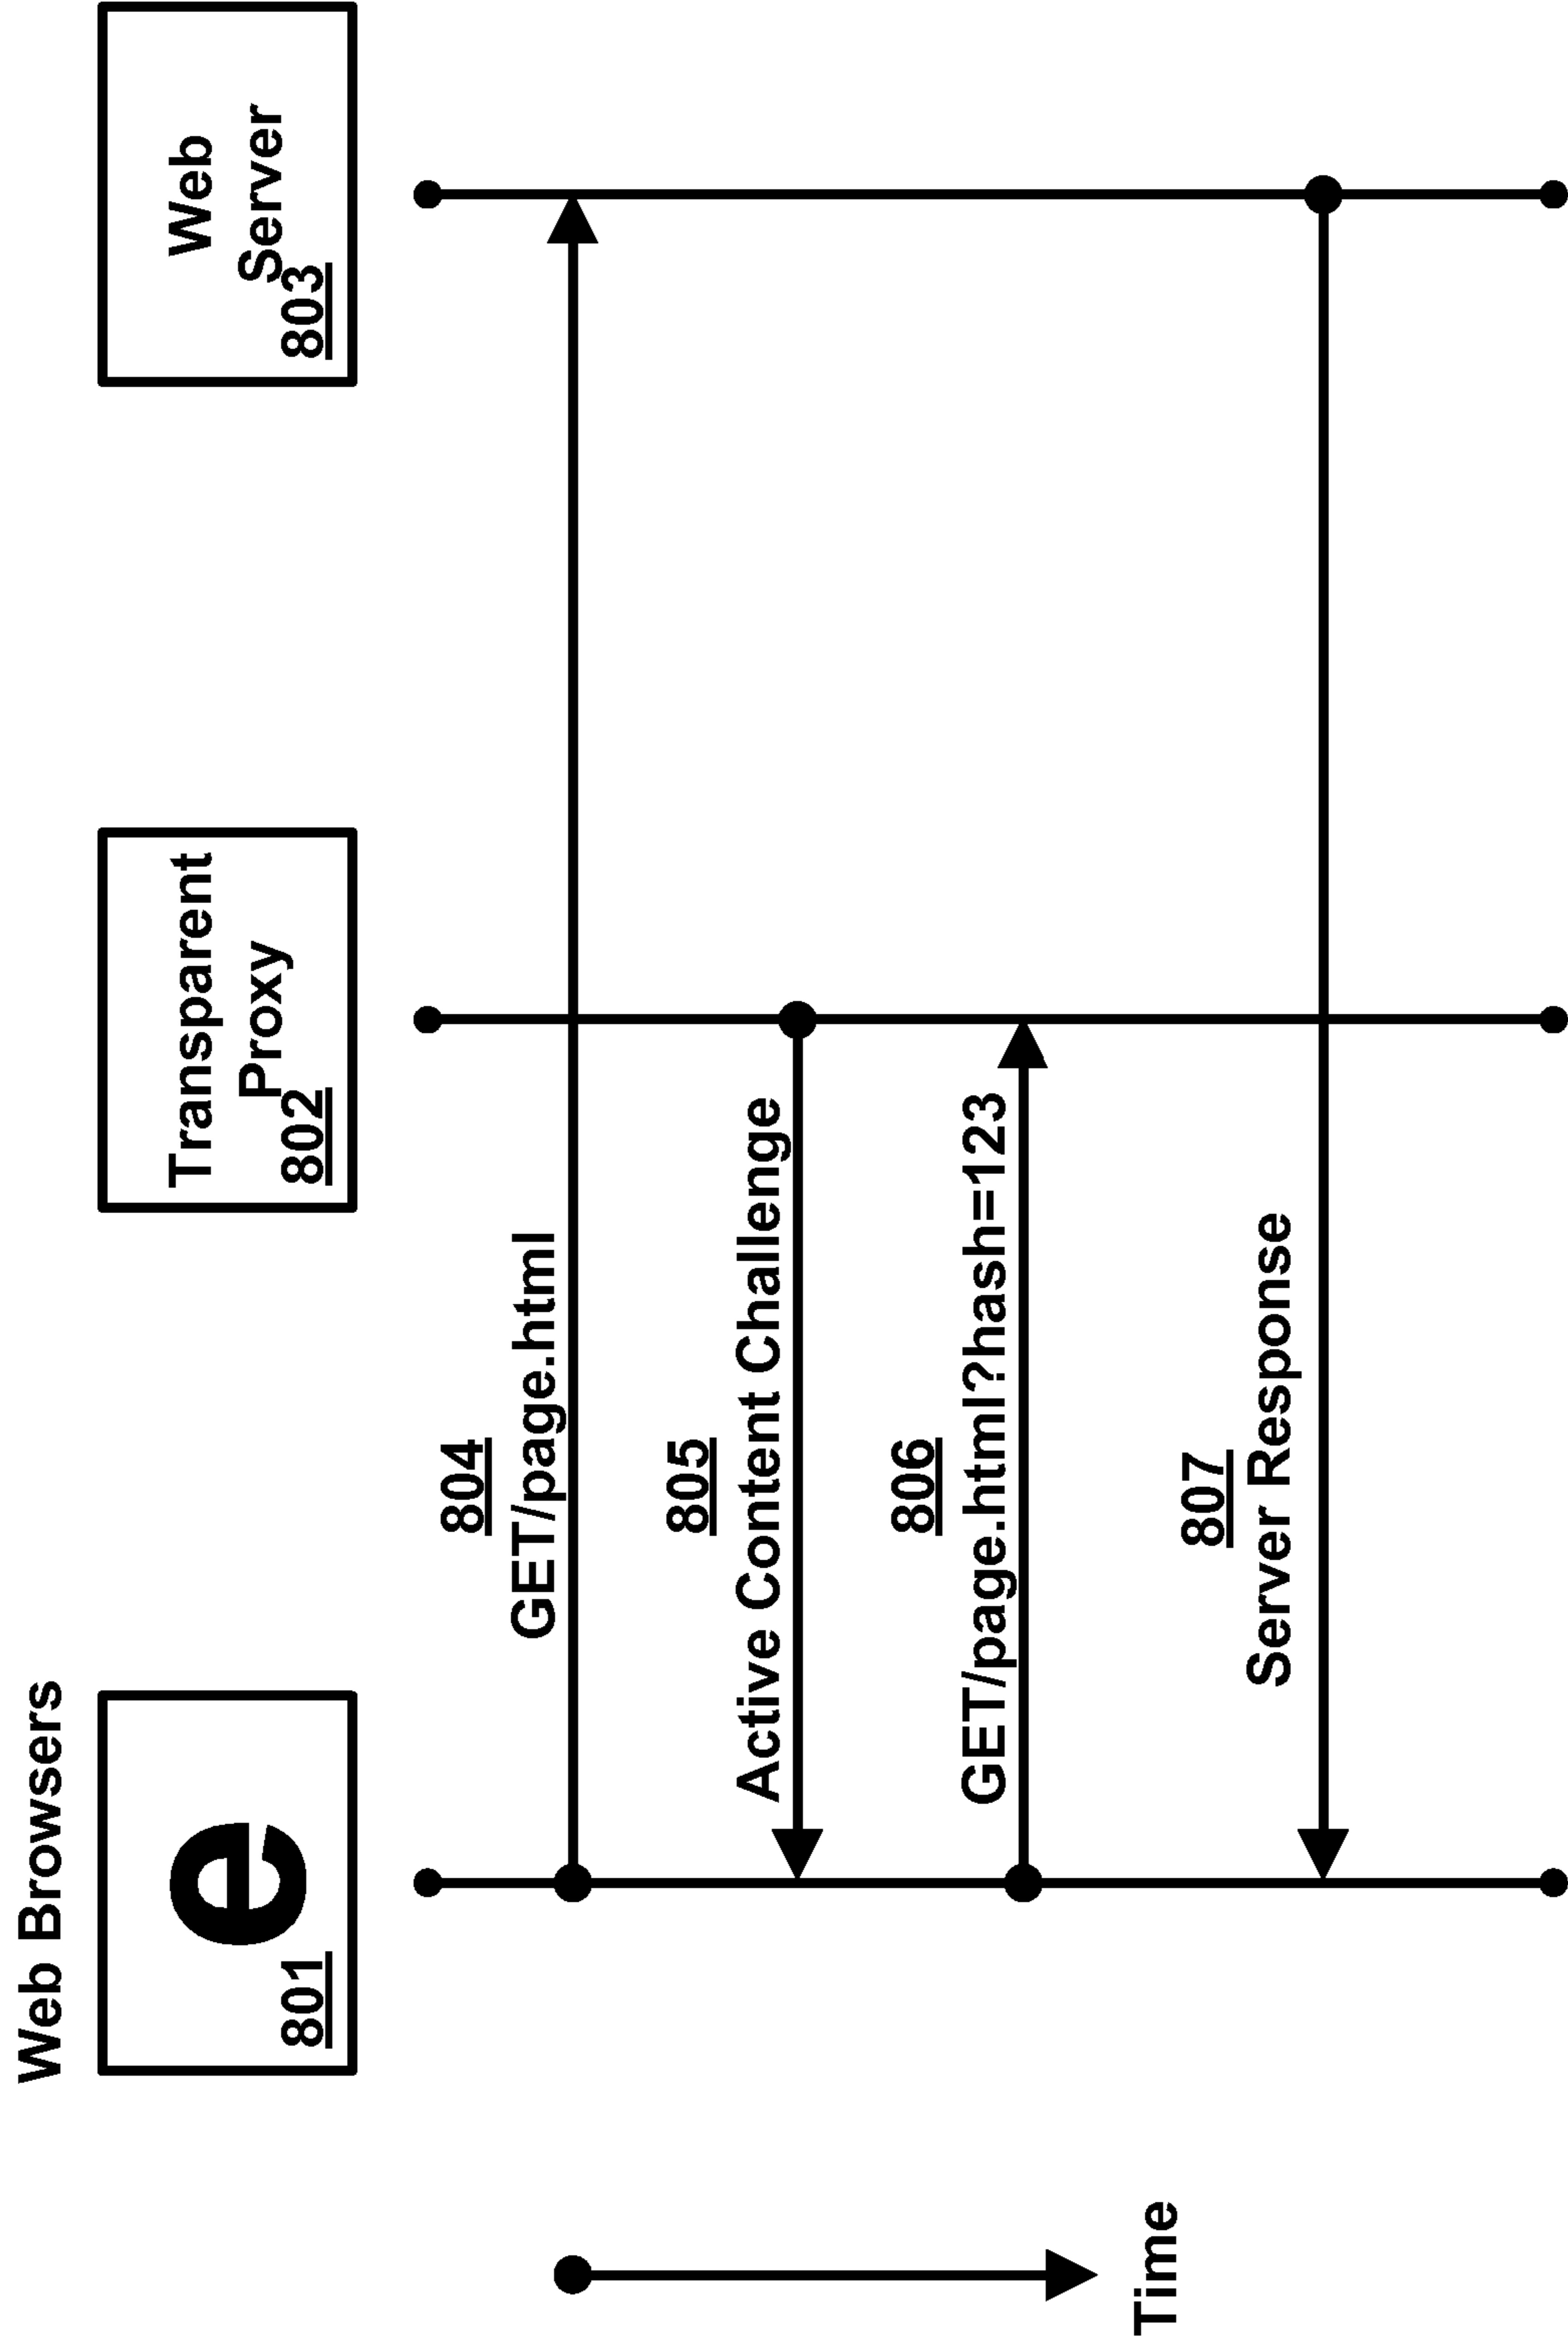 Web Browsers
e
801
Transparent
Proxy
802
Web
Server
803
804
GET/page.html
805
Active Content Challenge
806
GET/page.html?hash=123
807
Server Response
Time